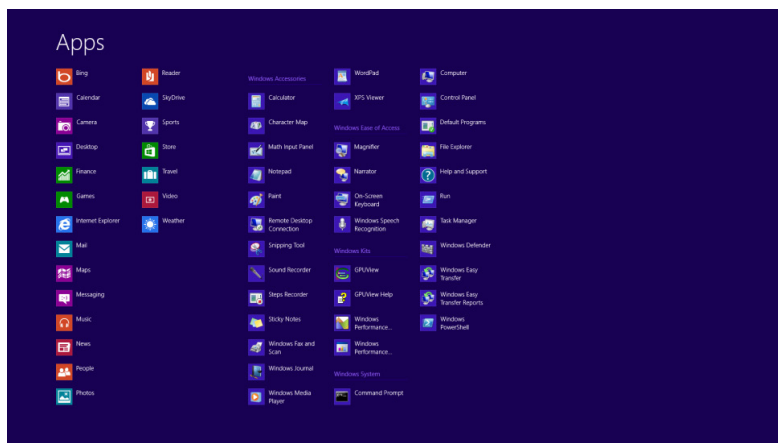 Apps
Bing
Calendar
Camera
Desktop
Finance
Games
Internet Explorer
Mail
Maps
Messaging
Music
News
People
Photos
Reader
SkyDrive
Sports
Store
Travel
Video
Weather
Windows Accessories
Calculator
Character Map
Math Input Panel
Notepad
Paint
Remote Desktop
Connection
Snipping Tool
Sound Recorder
Steps Recorder
Sticky Notes
Windows Fax and
Scan
Windows Journal
Windows Media
Player
WordPad
XPS Viewer
Windows Ease of Access
Magnifier
Narrator
On-Screen
Keyboard
Windows Speech
Recognition
Windows Kits
GPUView
GPUView Help
Windows
Performance...
Windows
Performance...
Windows System
Command Prompt
Computer
Control Panel
Default Programs
File Explorer
Help and Support
Run
Task Manager
Windows Defender
Windows Easy
Transfer
Windows Easy
Transfer Reports
Windows
PowerShell